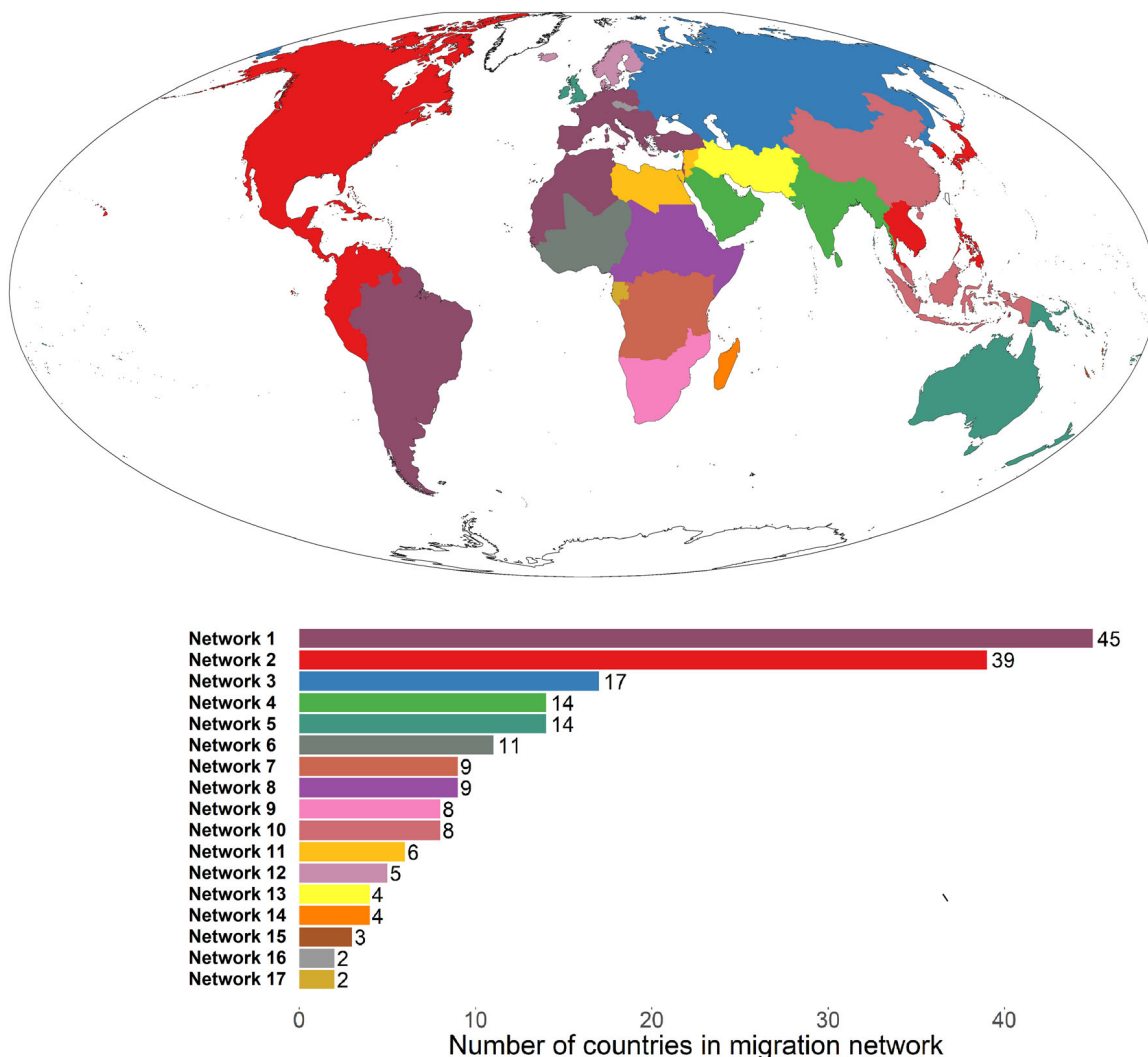 Network 1 45
Network 2 39
Network 3 17
Network 4 14
Network 5 14
Network 6 11
Network 7 9
Network 8 9
Network 9 8
Network 10 8
Network 11 6
Network 12 5
Network 13 4
Network 14 4
Network 15 3
Network 16 2
Network 17 2
0 10 20 30 40
Number of countries in migration network